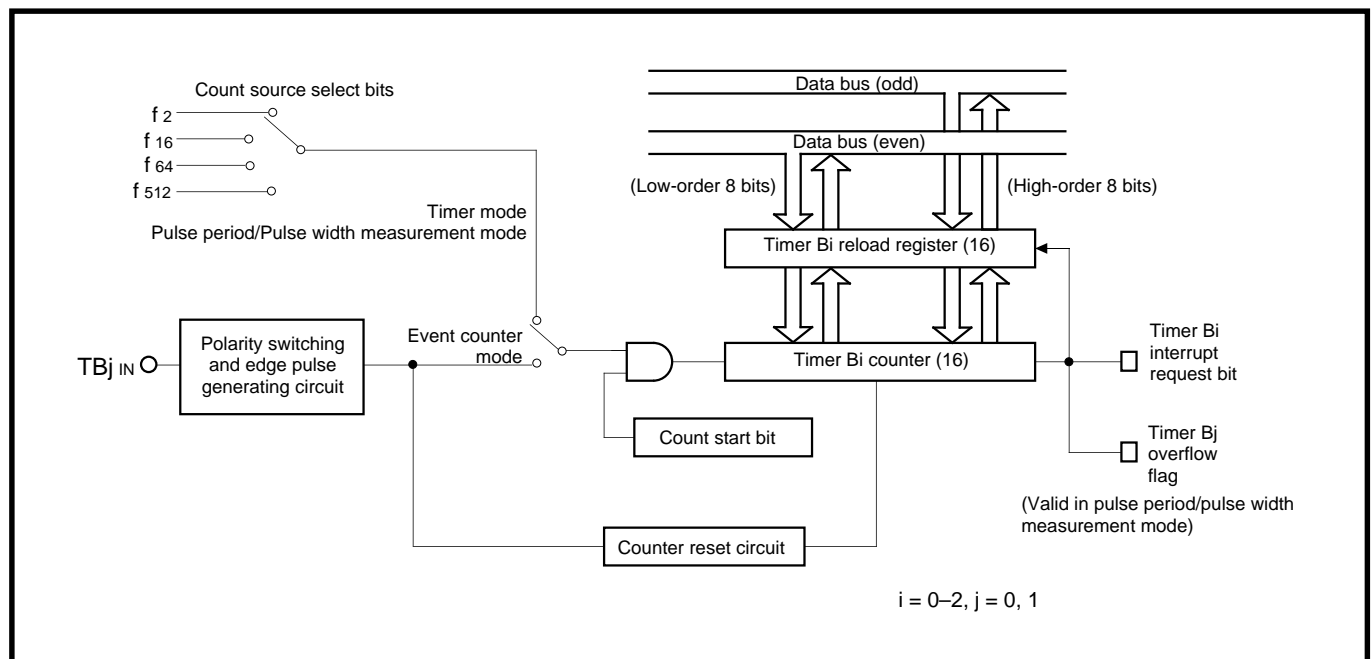 Data bus (odd)
Count source select bits
f 2
f 16
f 64
f 512
Data bus (even)
(Low-order 8 bits)
(High-order 8 bits)
Timer mode
Pulse period/Pulse width measurement mode
Timer Bi reload register (16)
Event counter
mode
TBj IN
Polarity switching
and edge pulse
generating circuit
Timer Bi counter (16)
Timer Bi
interrupt
request bit
Count start bit
Timer Bj
overflow
flag
(Valid in pulse period/pulse width
measurement mode)
Counter reset circuit
i = 0–2, j = 0, 1